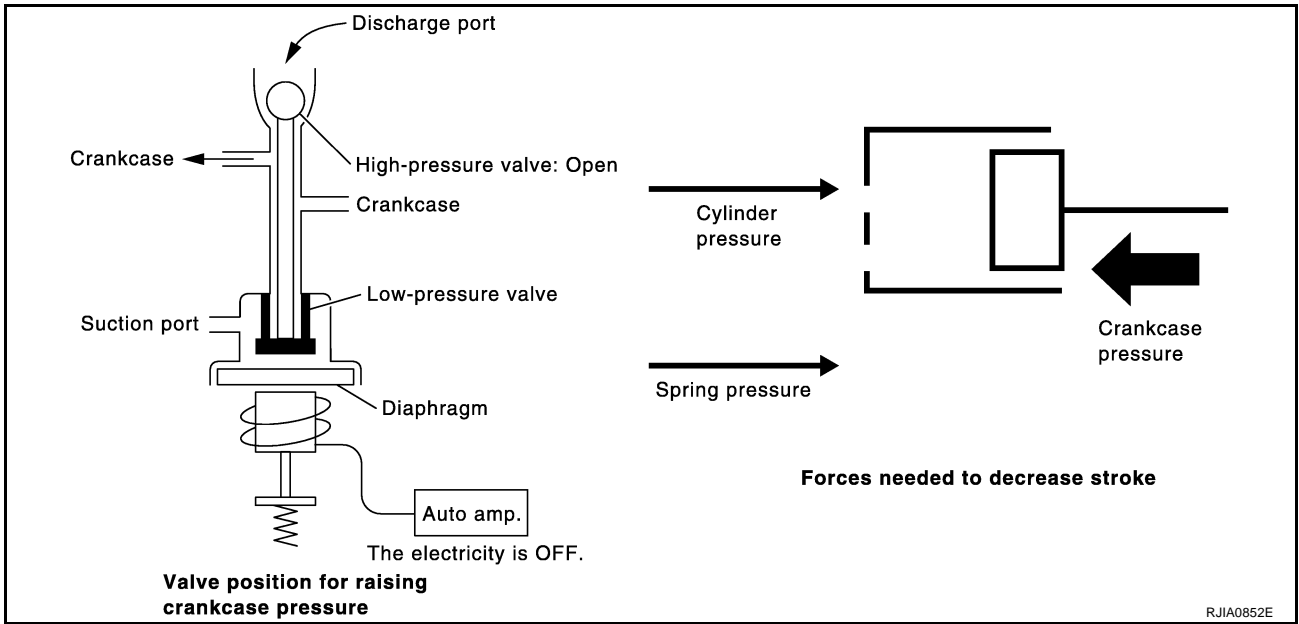 Discharge port
Crankcase
High-pressure valve: Open
Crankcase
Low-pressure valve
Suction port
Diaphragm
Auto amp.
The electricity is OFF.
Valve position for raising
crankcase pressure
Cylinder
pressure
Crankcase
pressure
Spring pressure
Forces needed to decrease stroke
RJIA0852E